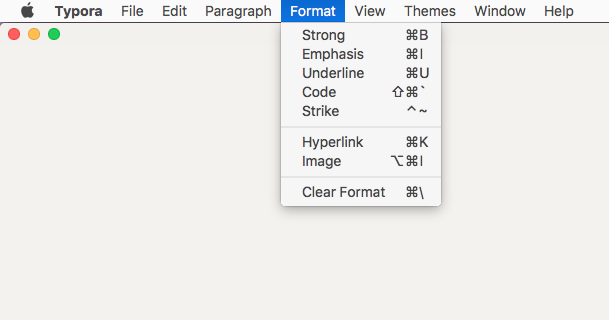 Typora File Edit Paragraph Format View Themes Window Help
Strong ⌘B
Emphasis ⌘I
Underline ⌘U
Code ⇧⌘`
Strike ^~
Hyperlink ⌘K
Image ⌥⌘I
Clear Format ⌘\